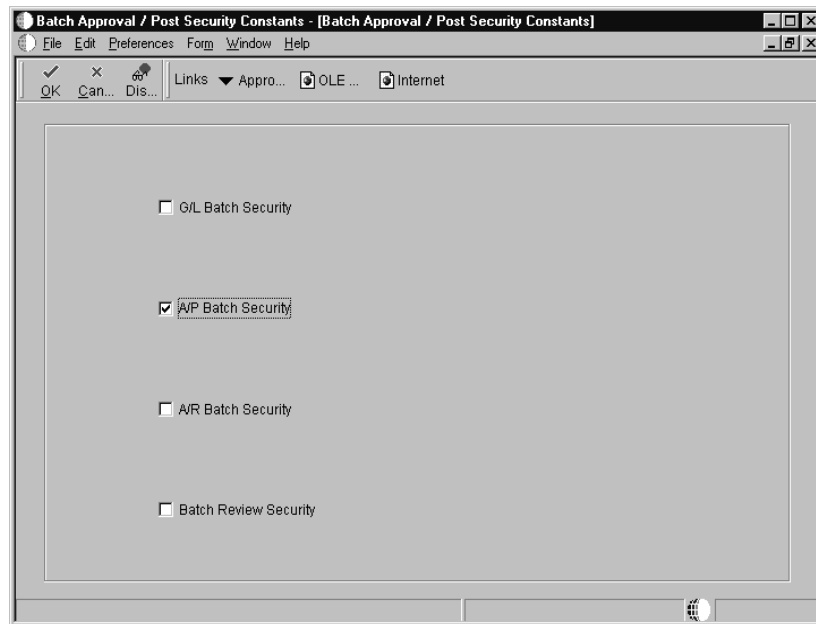 Batch Approval / Post Security Constants - [Batch Approval / Post Security Constants]
File Edit Preferences Form Window Help
OK Can... Dis... Links Appro... OLE ... Internet
G/L Batch Security
A/P Batch Security
A/R Batch Security
Batch Review Security